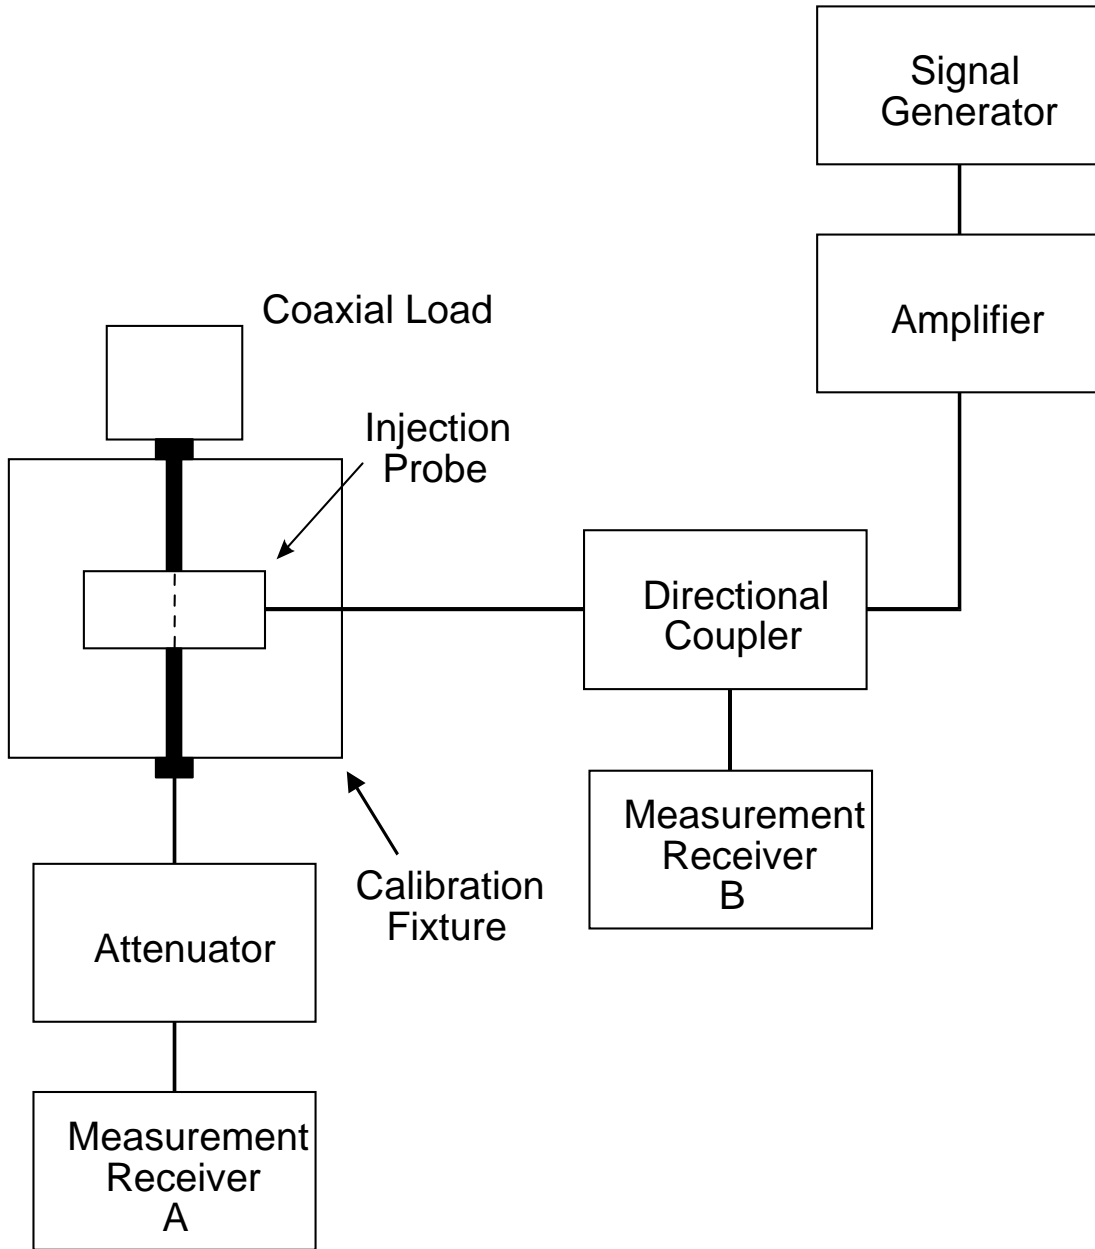 Signal
Generator
Amplifier
Coaxial Load
Injection
Probe
Directional
Coupler
Measurement
Receiver
B
Calibration
Fixture
Attenuator
Measurement
Receiver
A